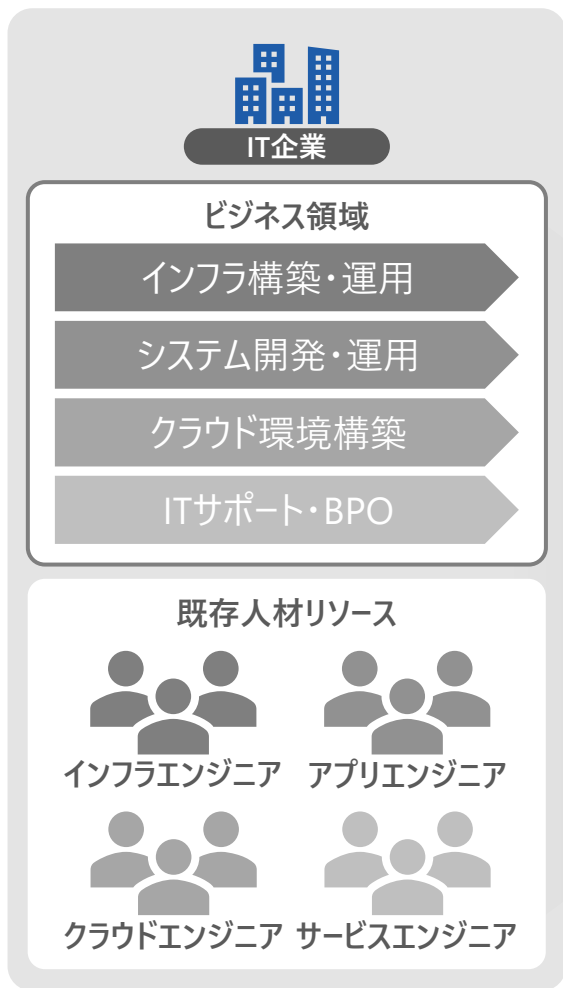 IT企業
ビジネス領域
インフラ構築・運用
システム開発・運用
クラウド環境構築
ITサポート・BPO
既存人材リソース
インフラエンジニア
アプリエンジニア
クラウドエンジニア
サービスエンジニア